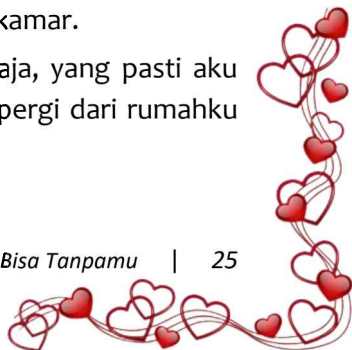 kamar.
aja, yang pasti aku
pergi dari rumahku
Bisa Tanpamu | 25